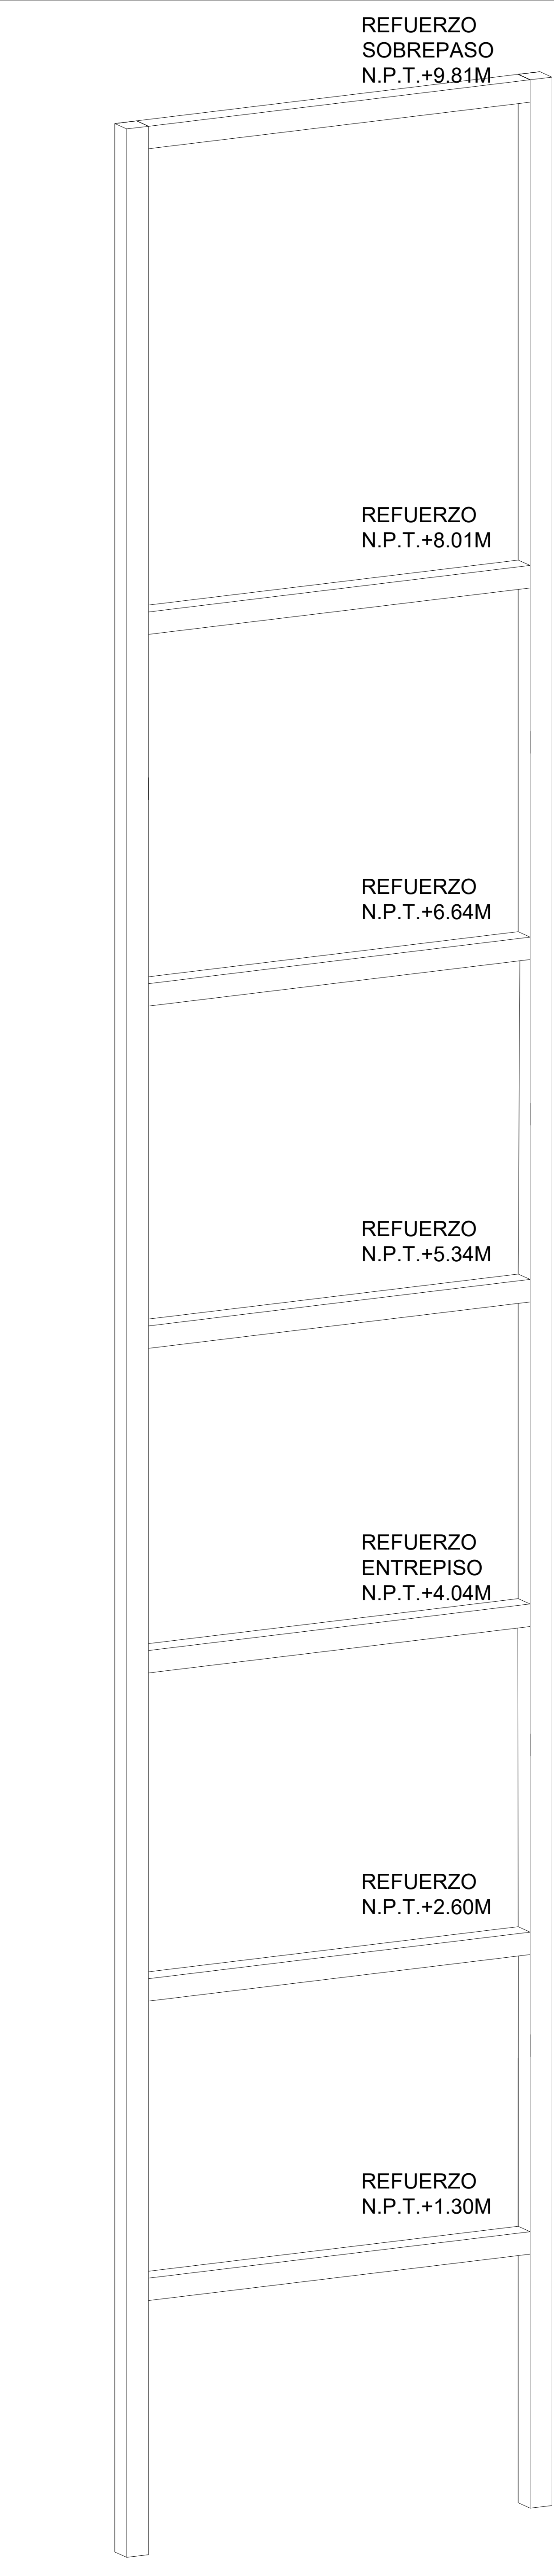 REFUERZO
SOBREPASO
N.P.T.+9.81M
REFUERZO
N.P.T.+8.01M
REFUERZO
N.P.T.+6.64M
REFUERZO
N.P.T.+5.34M
REFUERZO
ENTREPISO
N.P.T.+4.04M
REFUERZO
N.P.T.+2.60M
REFUERZO
N.P.T.+1.30M